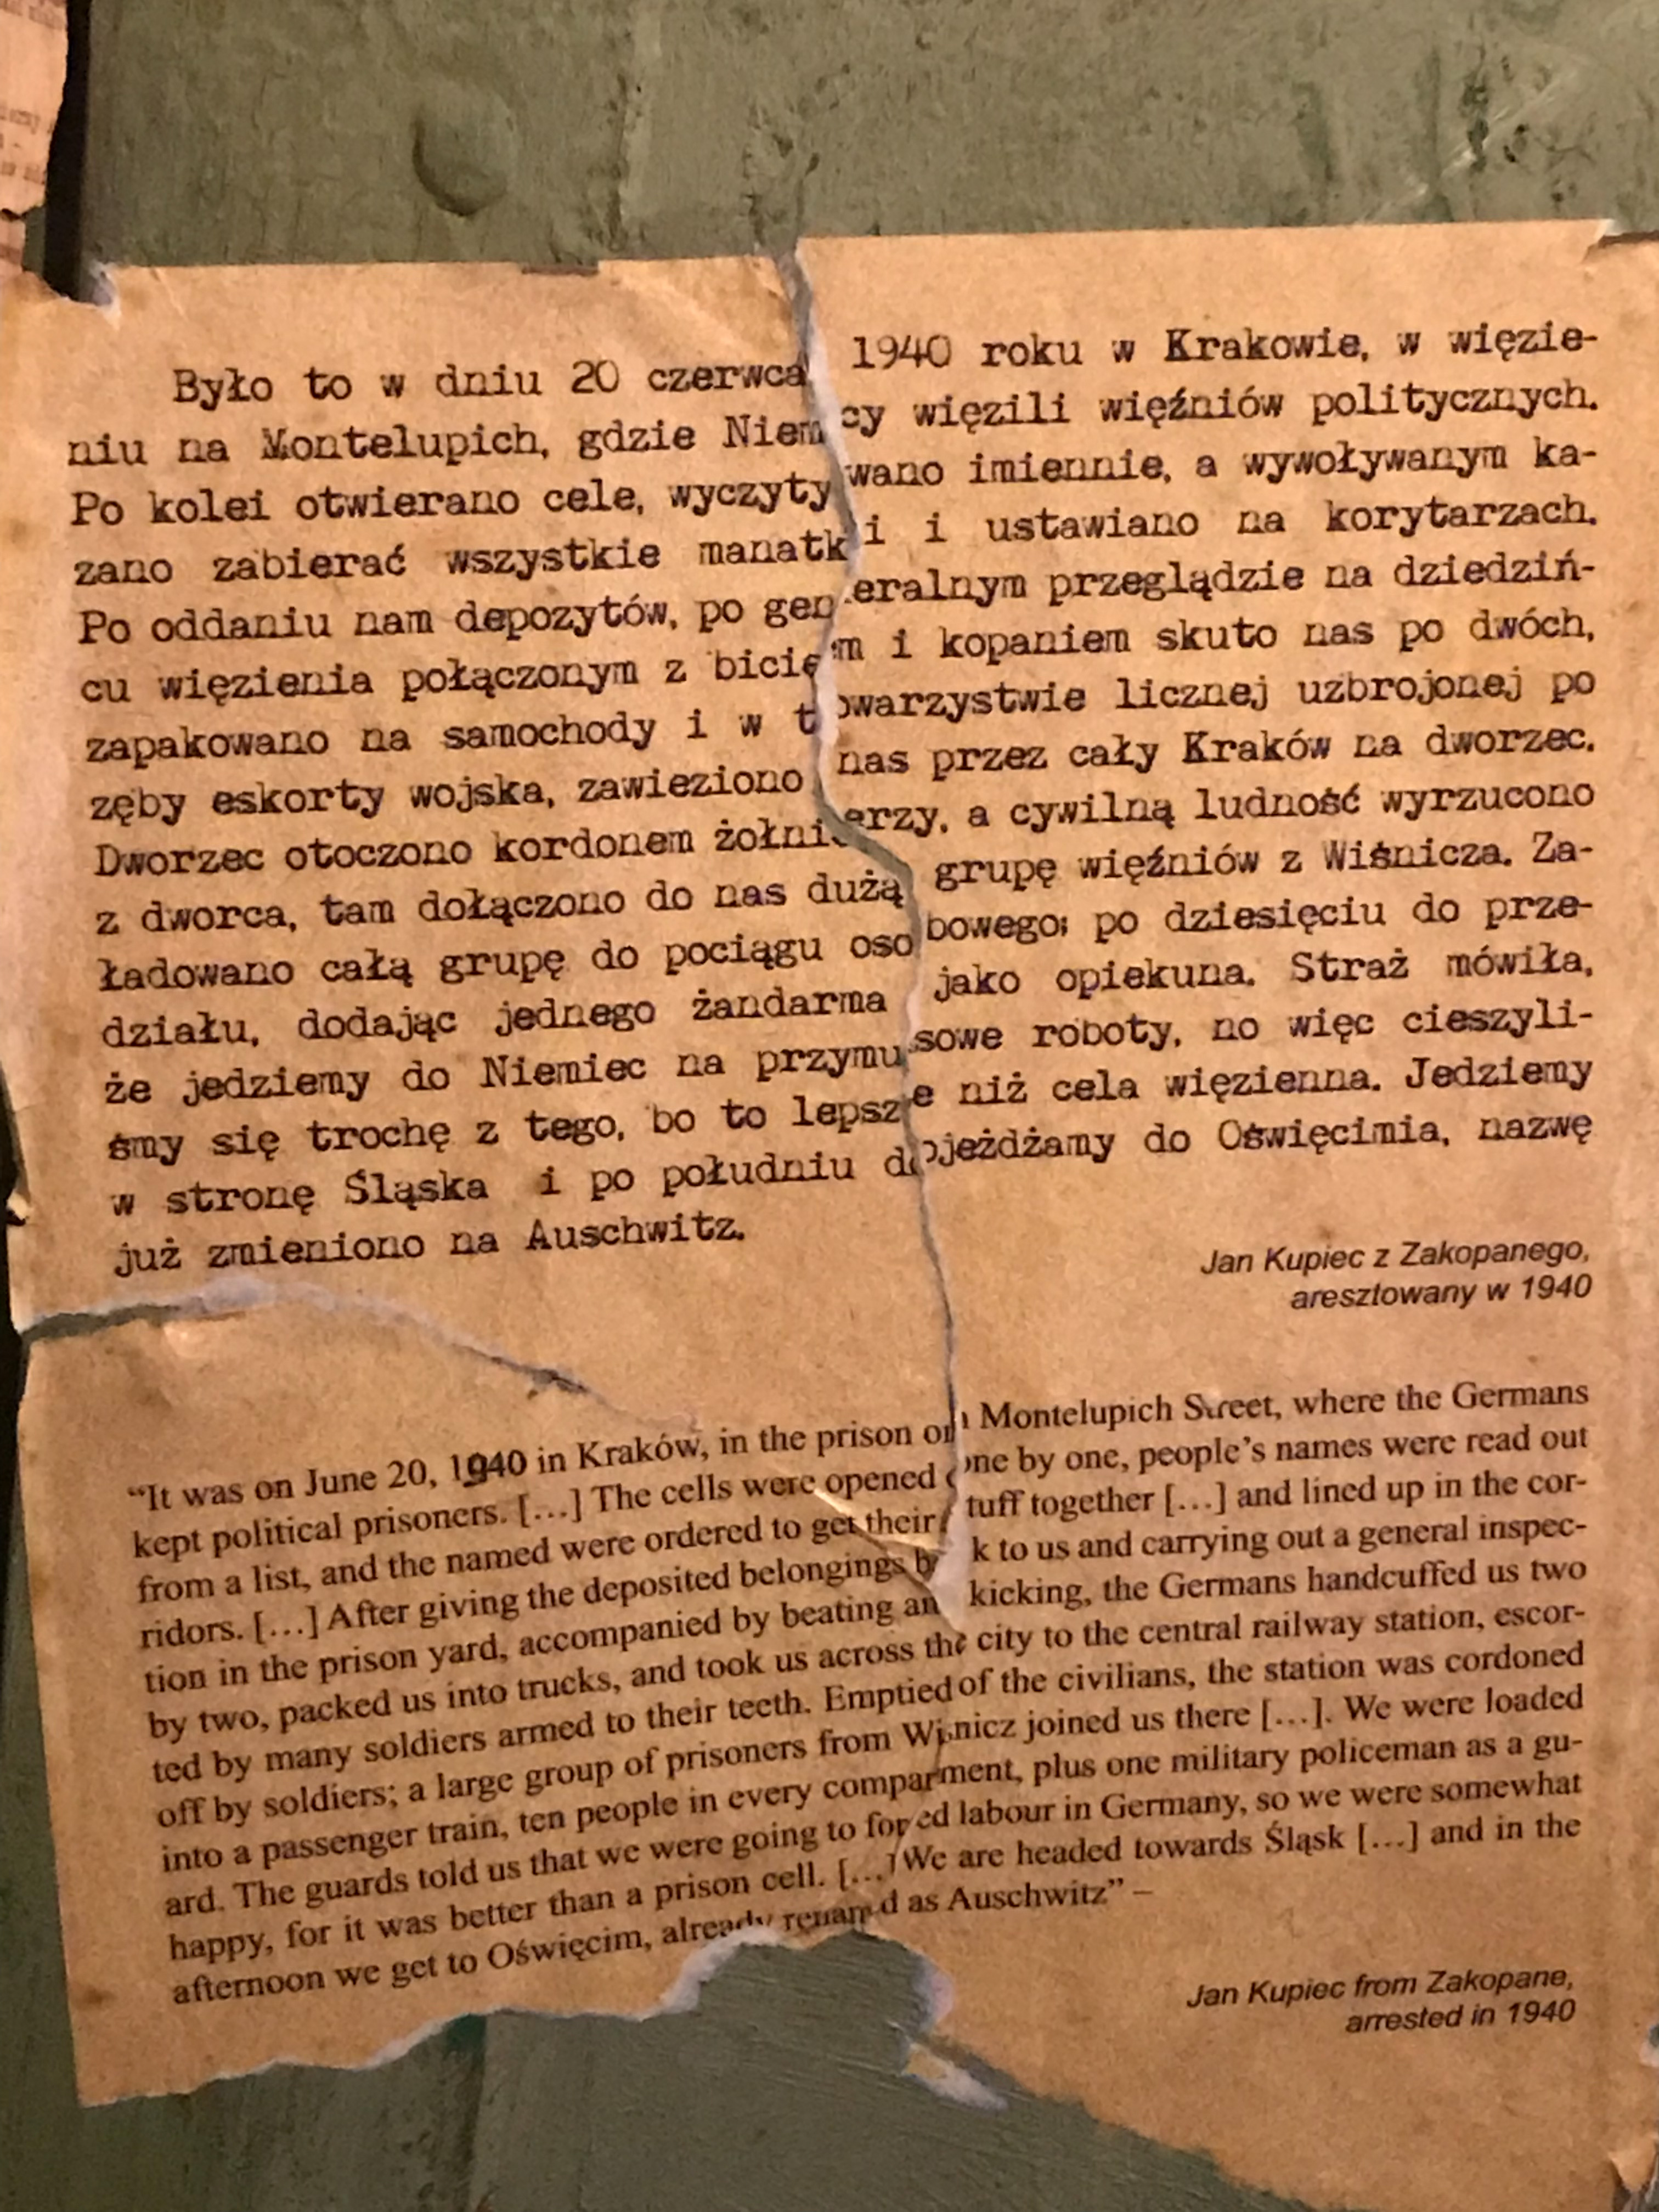 Było to w dniu 20 czerwca 1940 roku w Krakowie, w więzie-
niu na Montelupich, gdzie Niemcy więzili więźniów politycznych.
Po kolei otwierano cele, wyczytywano imiennie, a wywoływanym ka-
zano zabierać wszystkie manatki i ustawiano na korytarzach.
Po oddaniu nam depozytów, po generalnym przeglądzie na dziedziń-
cu więzienia połączonym z biciem i kopaniem skuto nas po dwóch,
zapakowano na samochody i w towarzystwie licznej uzbrojonej po
zęby eskorty wojska, zawieziono nas przez cały Kraków na dworzec.
Dworzec otoczono kordonem żołnierzy, a cywilną ludność wyrzucono
z dworca, tam dołączono do nas dużą grupę więźniów z Wiśnicza. Za-
ładowano całą grupę do pociągu osobowego; po dziesięciu do prze-
działu, dodając jednego żandarma jako opiekuna. Straż mówiła,
że jedziemy do Niemiec na przymusowe roboty, no więc cieszyli-
śmy się trochę z tego, bo to lepsze niż cela więzienna. Jedziemy
w stronę Śląska i po południu dojeżdżamy do Oświęcimia, nazwę
już zmieniono na Auschwitz.
Jan Kupiec z Zakopanego,
aresztowany w 1940
“It was on June 20, 1940 in Kraków, in the prison on Montelupich Street, where the Germans
kept political prisoners. [...] The cells were opened one by one, people’s names were read out
from a list, and the named were ordered to get their tuff together [...] and lined up in the cor-
ridors. [...] After giving the deposited belongings b k to us and carrying out a general inspec-
tion in the prison yard, accompanied by beating an kicking, the Germans handcuffed us two
by two, packed us into trucks, and took us across the city to the central railway station, escor-
ted by many soldiers armed to their teeth. Emptied of the civilians, the station was cordoned
off by soldiers; a large group of prisoners from Wiśnicz joined us there [...]. We were loaded
into a passenger train, ten people in every compartment, plus one military policeman as a gu-
ard. The guards told us that we were going to forced labour in Germany, so we were somewhat
happy, for it was better than a prison cell. [...] We are headed towards Śląsk [...] and in the
afternoon we get to Oświęcim, already renamed as Auschwitz” –
Jan Kupiec from Zakopane,
arrested in 1940